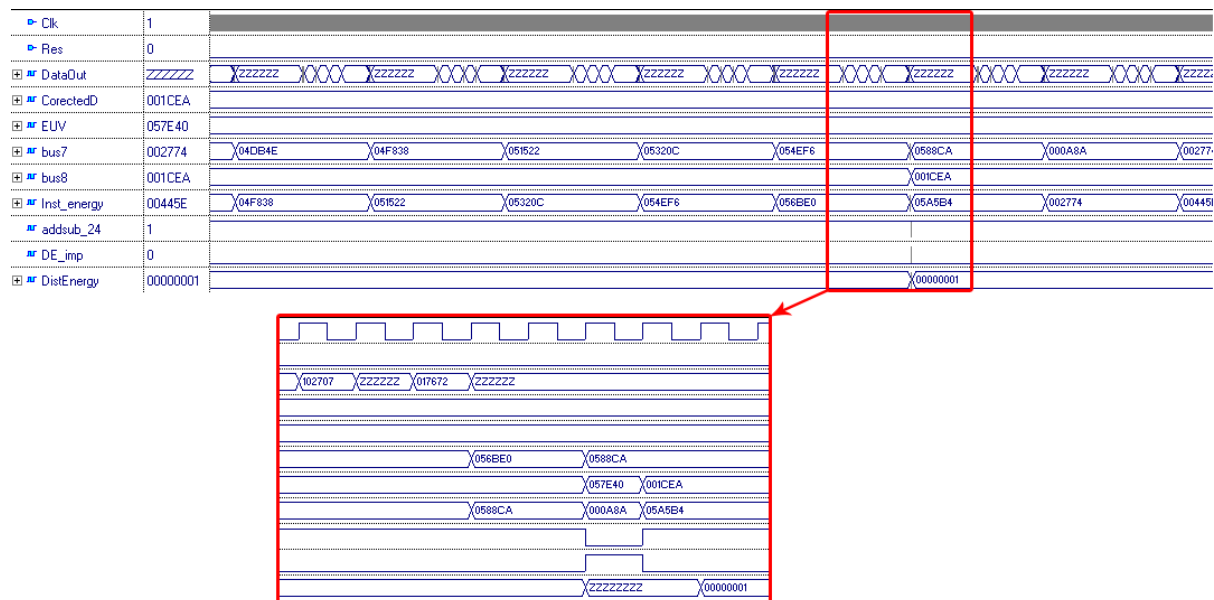 Clk 1
Res 0
DataOut ZZZZZZ ZZZZZZ ZZZZZZ ZZZZZZ ZZZZZZ ZZZZZZ ZZZZZZ ZZZZZZ
CorectedD 001CEA
EUV 057E40
bus7 002774 04DB4E 04F838 051522 05320C 054EF6 0588CA 000A8A
bus8 001CEA 001CEA
Inst_energy 00445E 04F838 051522 05320C 054EF6 056BE0 05A5B4 002774
addsub_24 1
DE_imp 0
DistEnergy 00000001 00000001
102707 ZZZZZZ 017672 ZZZZZZ
056BE0 0588CA
057E40 001CEA
0588CA 000A8A 05A5B4
ZZZZZZZZ 00000001